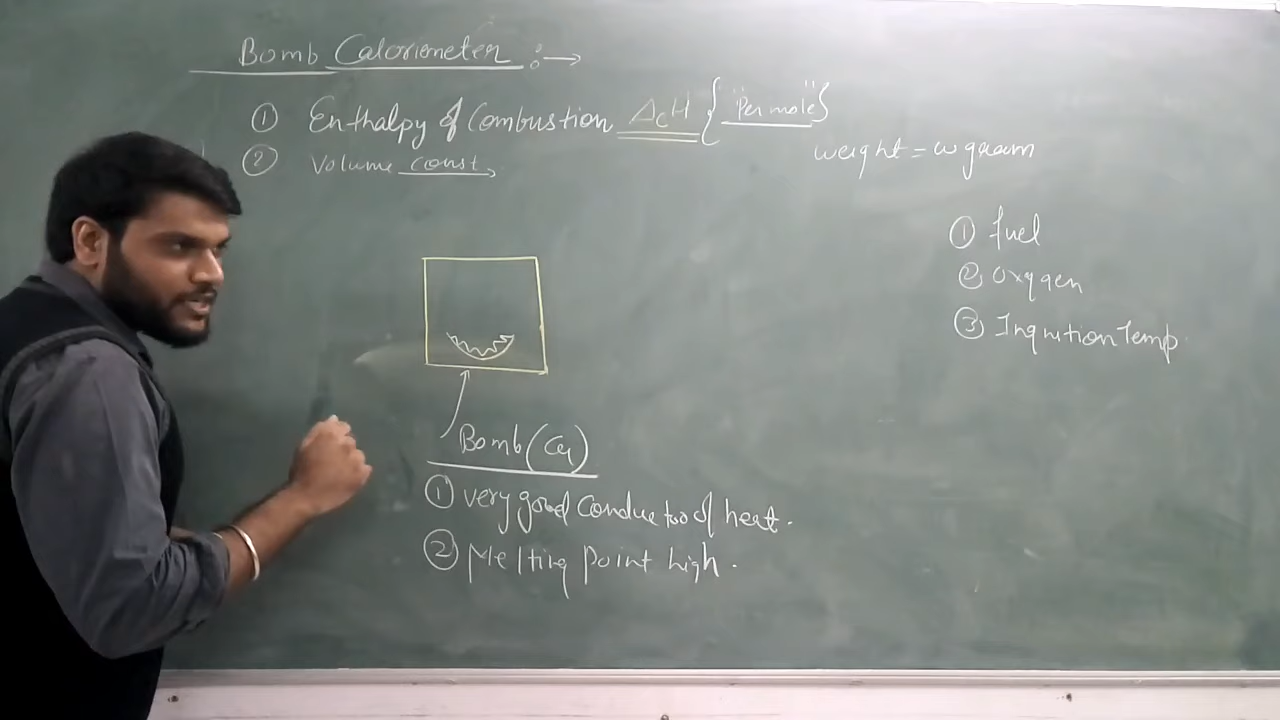 Bomb Calorimeter :→
① Enthalpy of Combustion ΔcH { "Per mole" }
② Volume const,
weight = w gram
① fuel
② Oxygen
③ Ingnition Temp.
Bomb (Cu)
① very good Conductor of heat.
② Melting point high.